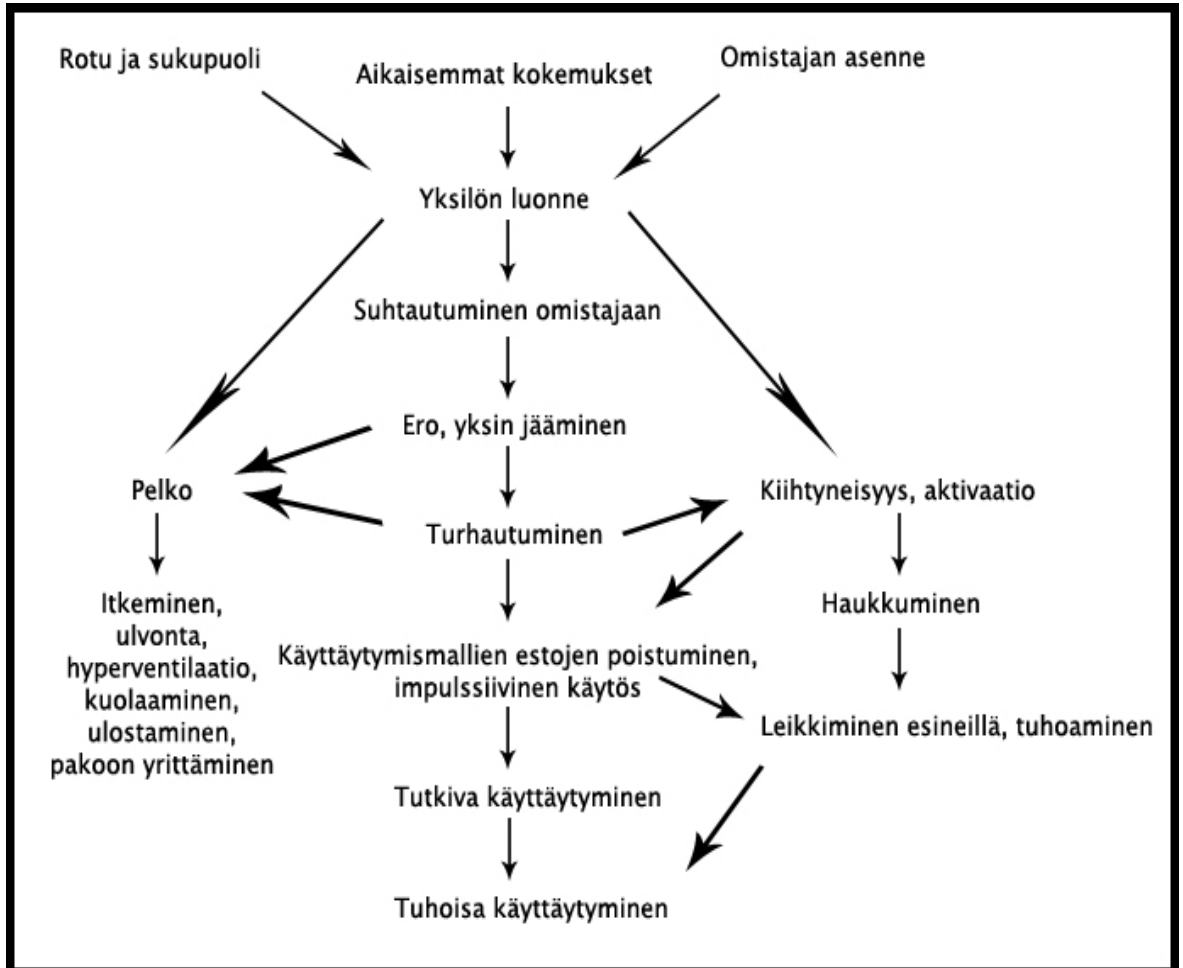 Rotu ja sukupuoli
Aikaisemmat kokemukset
Omistajan asenne
Yksilön luonne
Suhtautuminen omistajaan
Ero, yksin jääminen
Pelko
Kiihtyneisyys, aktivaatio
Turhautuminen
Itkeminen,
ulvonta,
hyperventilaatio,
kuolaaminen,
ulostaminen,
pakoon yrittäminen
Haukkuminen
Käyttäytymismallien estojen poistuminen,
impulssiivinen käytös
Leikkiminen esineillä, tuhoaminen
Tutkiva käyttäytyminen
Tuhoisa käyttäytyminen